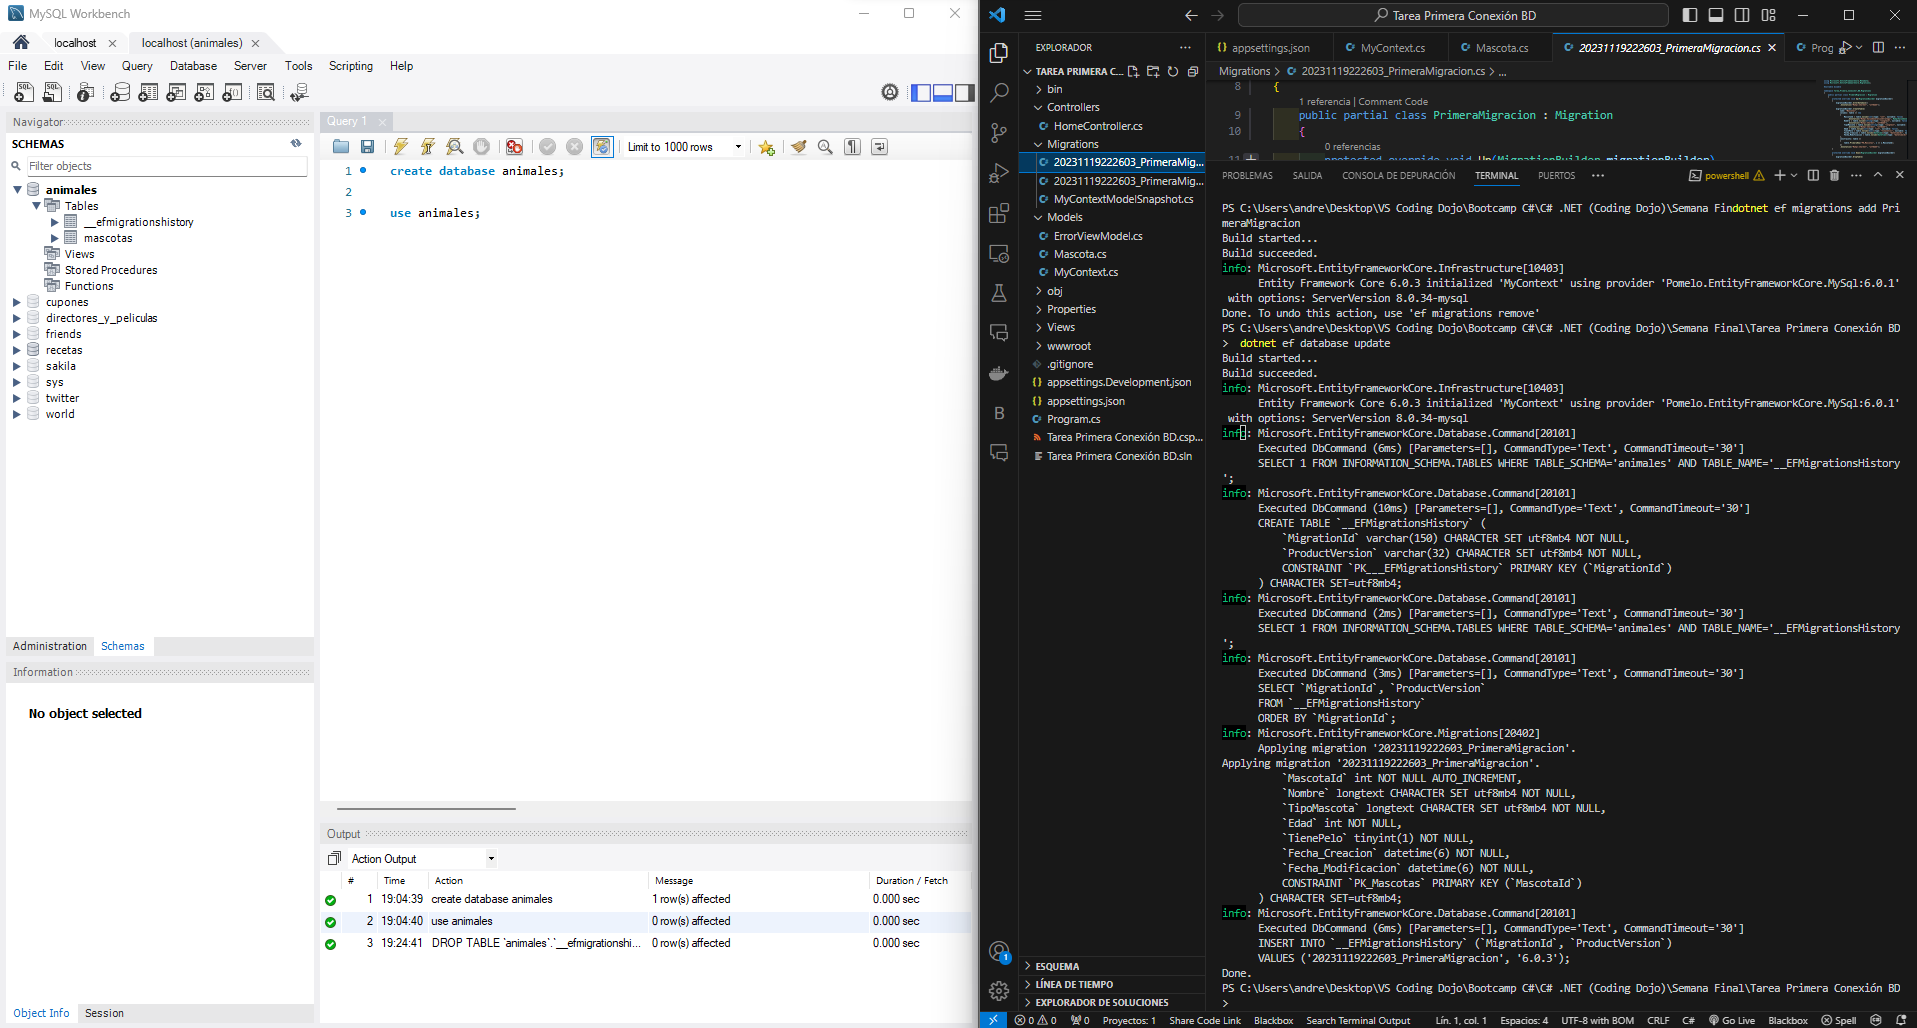 MySQL Workbench
localhost
localhost (animales)
File Edit View Query Database Server Tools Scripting Help
Navigator
SCHEMAS
Filter objects
animales
Tables
__efmigrationshistory
mascotas
Views
Stored Procedures
Functions
cupones
directores_y_peliculas
friends
recetas
sakila
sys
twitter
world
Administration Schemas
Information
No object selected
Object Info Session
Query 1
Limit to 1000 rows
1 create database animales;
2
3 use animales;
Output
Action Output
# Time Action Message Duration / Fetch
1 19:04:39 create database animales 1 row(s) affected 0.000 sec
2 19:04:40 use animales 0 row(s) affected 0.000 sec
3 19:24:41 DROP TABLE `animales`.`__efmigrationshi... 0 row(s) affected 0.000 sec
Tarea Primera Conexión BD
EXPLORADOR
TAREA PRIMERA C...
bin
Controllers
HomeController.cs
Migrations
20231119222603_PrimeraMig...
20231119222603_PrimeraMig...
MyContextModelSnapshot.cs
Models
ErrorViewModel.cs
Mascota.cs
MyContext.cs
obj
Properties
Views
wwwroot
.gitignore
appsettings.Development.json
appsettings.json
Program.cs
Tarea Primera Conexión BD.csp...
Tarea Primera Conexión BD.sln
ESQUEMA
LÍNEA DE TIEMPO
EXPLORADOR DE SOLUCIONES
appsettings.json MyContext.cs Mascota.cs 20231119222603_PrimeraMigracion.cs Prog
Migrations > 20231119222603_PrimeraMigracion.cs > ...
8 {
1 referencia | Comment Code
9 public partial class PrimeraMigracion : Migration
10 {
0 referencias
11 protected override void Up(MigrationBuilder migrationBuilder)
PROBLEMAS SALIDA CONSOLA DE DEPURACIÓN TERMINAL PUERTOS
powershell
PS C:\Users\andre\Desktop\VS Coding Dojo\Bootcamp C#\C# .NET (Coding Dojo)\Semana Findotnet ef migrations add Pri
meraMigracion
Build started...
Build succeeded.
info: Microsoft.EntityFrameworkCore.Infrastructure[10403]
Entity Framework Core 6.0.3 initialized 'MyContext' using provider 'Pomelo.EntityFrameworkCore.MySql:6.0.1'
with options: ServerVersion 8.0.34-mysql
Done. To undo this action, use 'ef migrations remove'
PS C:\Users\andre\Desktop\VS Coding Dojo\Bootcamp C#\C# .NET (Coding Dojo)\Semana Final\Tarea Primera Conexión BD
> dotnet ef database update
Build started...
Build succeeded.
info: Microsoft.EntityFrameworkCore.Infrastructure[10403]
Entity Framework Core 6.0.3 initialized 'MyContext' using provider 'Pomelo.EntityFrameworkCore.MySql:6.0.1'
with options: ServerVersion 8.0.34-mysql
info: Microsoft.EntityFrameworkCore.Database.Command[20101]
Executed DbCommand (6ms) [Parameters=[], CommandType='Text', CommandTimeout='30']
SELECT 1 FROM INFORMATION_SCHEMA.TABLES WHERE TABLE_SCHEMA='animales' AND TABLE_NAME='__EFMigrationsHistory
';
info: Microsoft.EntityFrameworkCore.Database.Command[20101]
Executed DbCommand (10ms) [Parameters=[], CommandType='Text', CommandTimeout='30']
CREATE TABLE `__EFMigrationsHistory` (
`MigrationId` varchar(150) CHARACTER SET utf8mb4 NOT NULL,
`ProductVersion` varchar(32) CHARACTER SET utf8mb4 NOT NULL,
CONSTRAINT `PK___EFMigrationsHistory` PRIMARY KEY (`MigrationId`)
) CHARACTER SET=utf8mb4;
info: Microsoft.EntityFrameworkCore.Database.Command[20101]
Executed DbCommand (2ms) [Parameters=[], CommandType='Text', CommandTimeout='30']
SELECT 1 FROM INFORMATION_SCHEMA.TABLES WHERE TABLE_SCHEMA='animales' AND TABLE_NAME='__EFMigrationsHistory
';
info: Microsoft.EntityFrameworkCore.Database.Command[20101]
Executed DbCommand (3ms) [Parameters=[], CommandType='Text', CommandTimeout='30']
SELECT `MigrationId`, `ProductVersion`
FROM `__EFMigrationsHistory`
ORDER BY `MigrationId`;
info: Microsoft.EntityFrameworkCore.Migrations[20402]
Applying migration '20231119222603_PrimeraMigracion'.
Applying migration '20231119222603_PrimeraMigracion'.
`MascotaId` int NOT NULL AUTO_INCREMENT,
`Nombre` longtext CHARACTER SET utf8mb4 NOT NULL,
`TipoMascota` longtext CHARACTER SET utf8mb4 NOT NULL,
`Edad` int NOT NULL,
`TienePelo` tinyint(1) NOT NULL,
`Fecha_Creacion` datetime(6) NOT NULL,
`Fecha_Modificacion` datetime(6) NOT NULL,
CONSTRAINT `PK_Mascotas` PRIMARY KEY (`MascotaId`)
) CHARACTER SET=utf8mb4;
info: Microsoft.EntityFrameworkCore.Database.Command[20101]
Executed DbCommand (6ms) [Parameters=[], CommandType='Text', CommandTimeout='30']
INSERT INTO `__EFMigrationsHistory` (`MigrationId`, `ProductVersion`)
VALUES ('20231119222603_PrimeraMigracion', '6.0.3');
Done.
PS C:\Users\andre\Desktop\VS Coding Dojo\Bootcamp C#\C# .NET (Coding Dojo)\Semana Final\Tarea Primera Conexión BD
>
0 0 0 Proyectos: 1 Share Code Link Blackbox Search Terminal Output Lín. 1, col. 1 Espacios: 4 UTF-8 with BOM CRLF C# Go Live Blackbox Spell